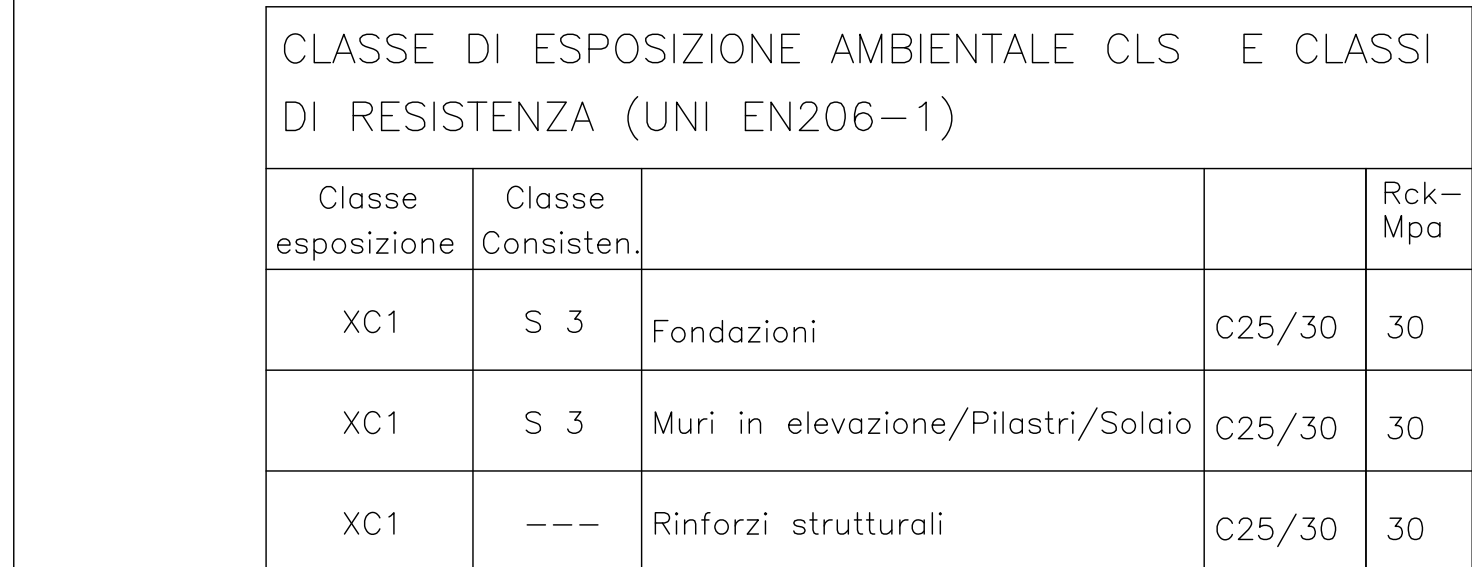 CLASSE DI ESPOSIZIONE AMBIENTALE CLS E CLASSI
DI RESISTENZA (UNI EN206-1)
Classe esposizione Classe Consisten. Rck-Mpa
XC1 S 3 Fondazioni C25/30 30
XC1 S 3 Muri in elevazione/Pilastri/Solaio C25/30 30
XC1 --- Rinforzi strutturali C25/30 30